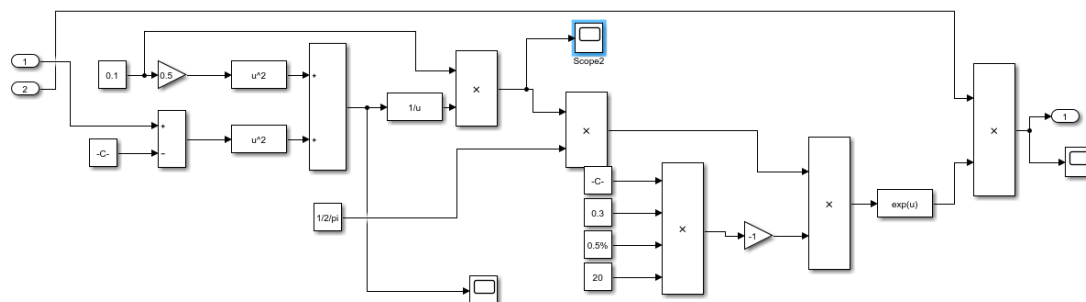 1
2
0.1
0.5
u^2
+
+
1/u
×
Scope2
+
−
-C-
u^2
1/2/pi
×
-C-
0.3
0.5%
20
×
-1
×
exp(u)
×
1